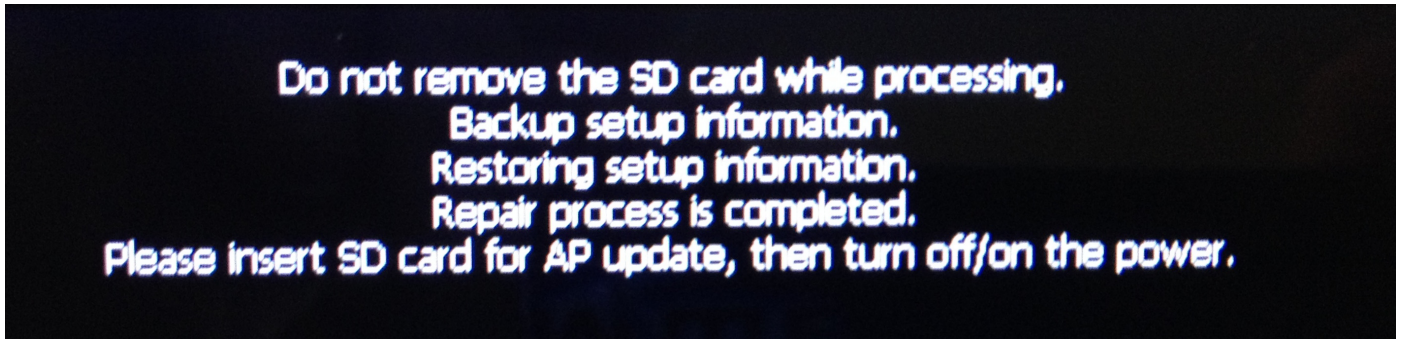 Do not remove the SD card while processing.
Backup setup information.
Restoring setup information.
Repair process is completed.
Please insert SD card for AP update, then turn off/on the power.